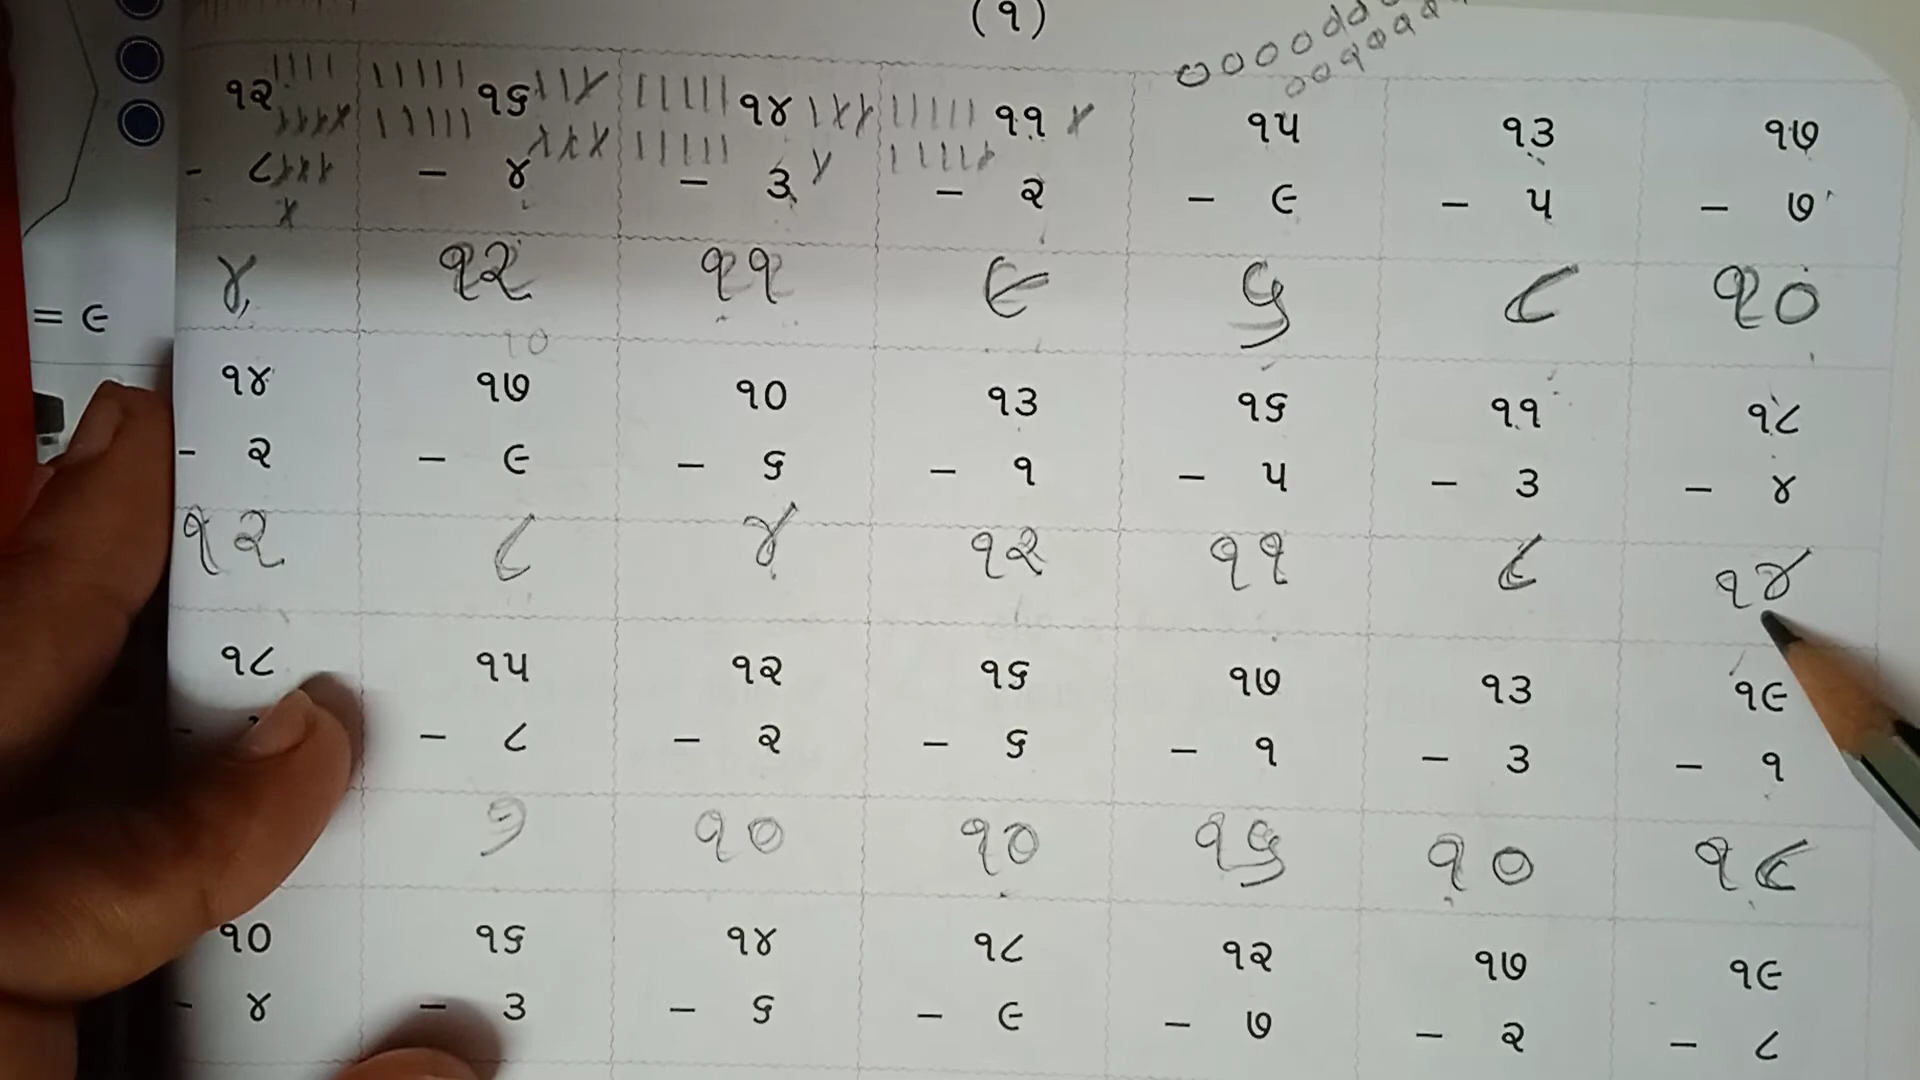 (१)
१२ १६ १४ ११ १५ १३ १७
- ८ - ४ - ३ - २ - ९ - ५ - ७
४ १२ ११ ९ ६ ८ १०
= ९
१०
१४ १७ १० १३ १६ ११ १८
- २ - ९ - ६ - १ - ५ - ३ - ४
१२ ८ ४ १२ ११ ८ १४
१८ १५ १२ १६ १७ १३ १९
- - ८ - २ - ६ - १ - ३ - १
१० १० १६ १० १८
१० १६ १४ १८ १२ १७ १९
- ४ - ३ - ६ - ९ - ७ - २ - ८